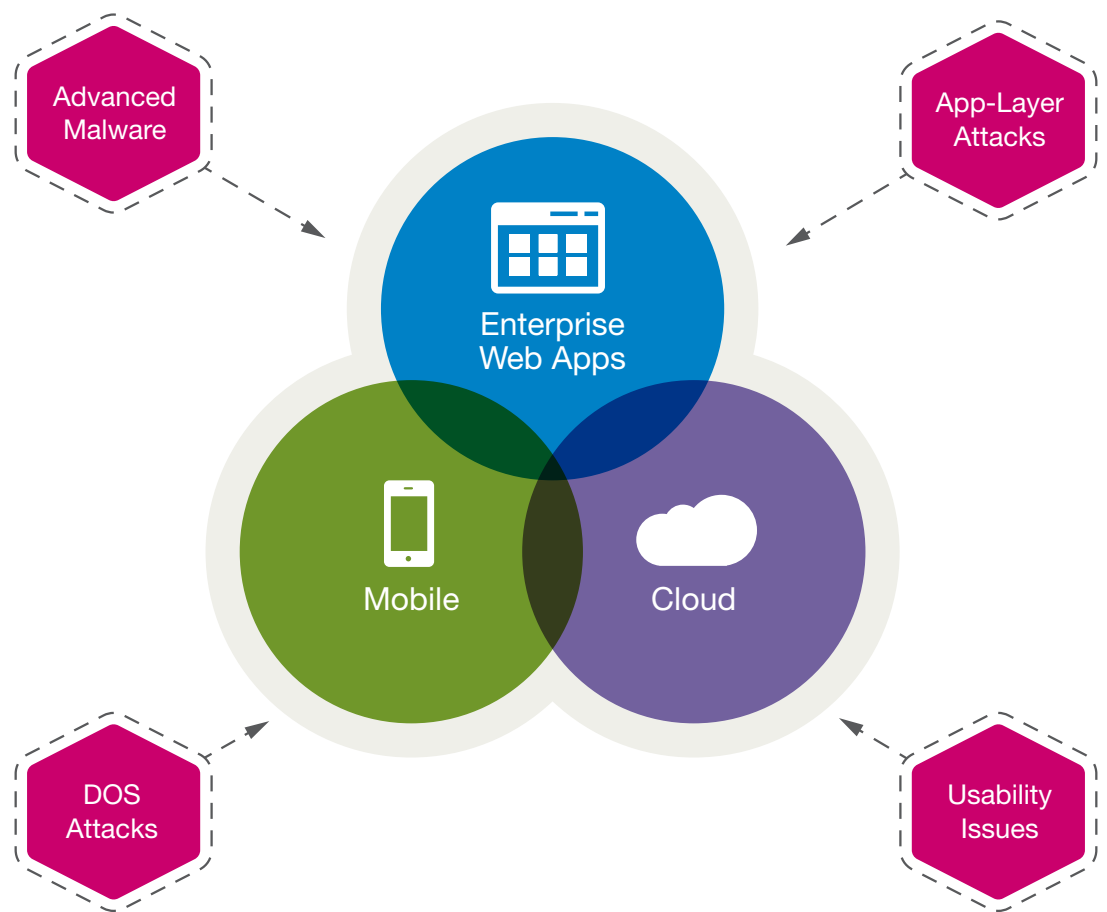 Advanced
Malware
App-Layer
Attacks
Enterprise
Web Apps
Mobile
Cloud
DOS
Attacks
Usability
Issues